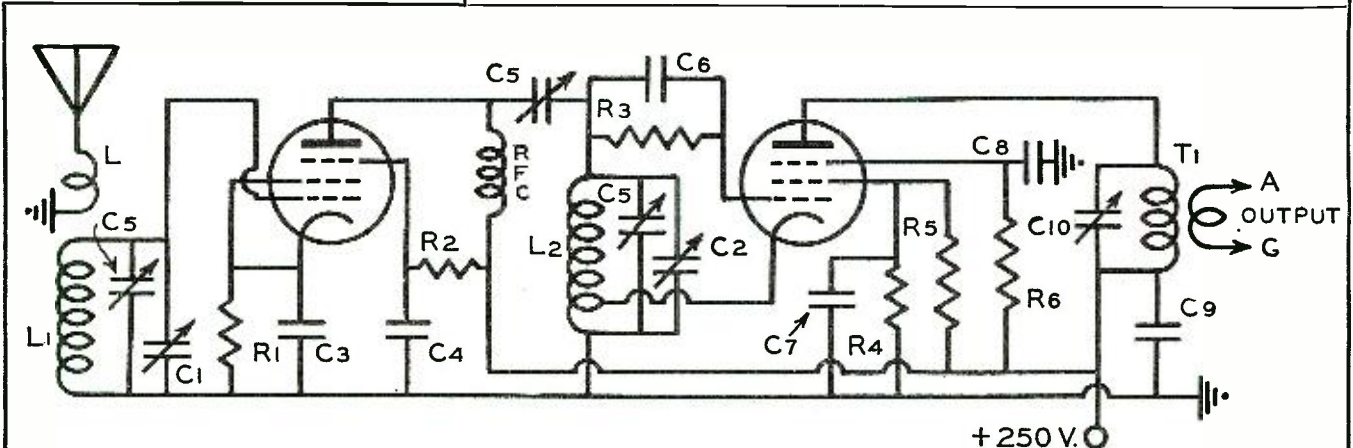 L
C5
L1
C1
R1
C3
C4
R2
RFC
C5
R3
C6
C5
L2
C2
C7
R4
R5
R6
C8
C10
T1
A
OUTPUT
G
C9
+250 V.